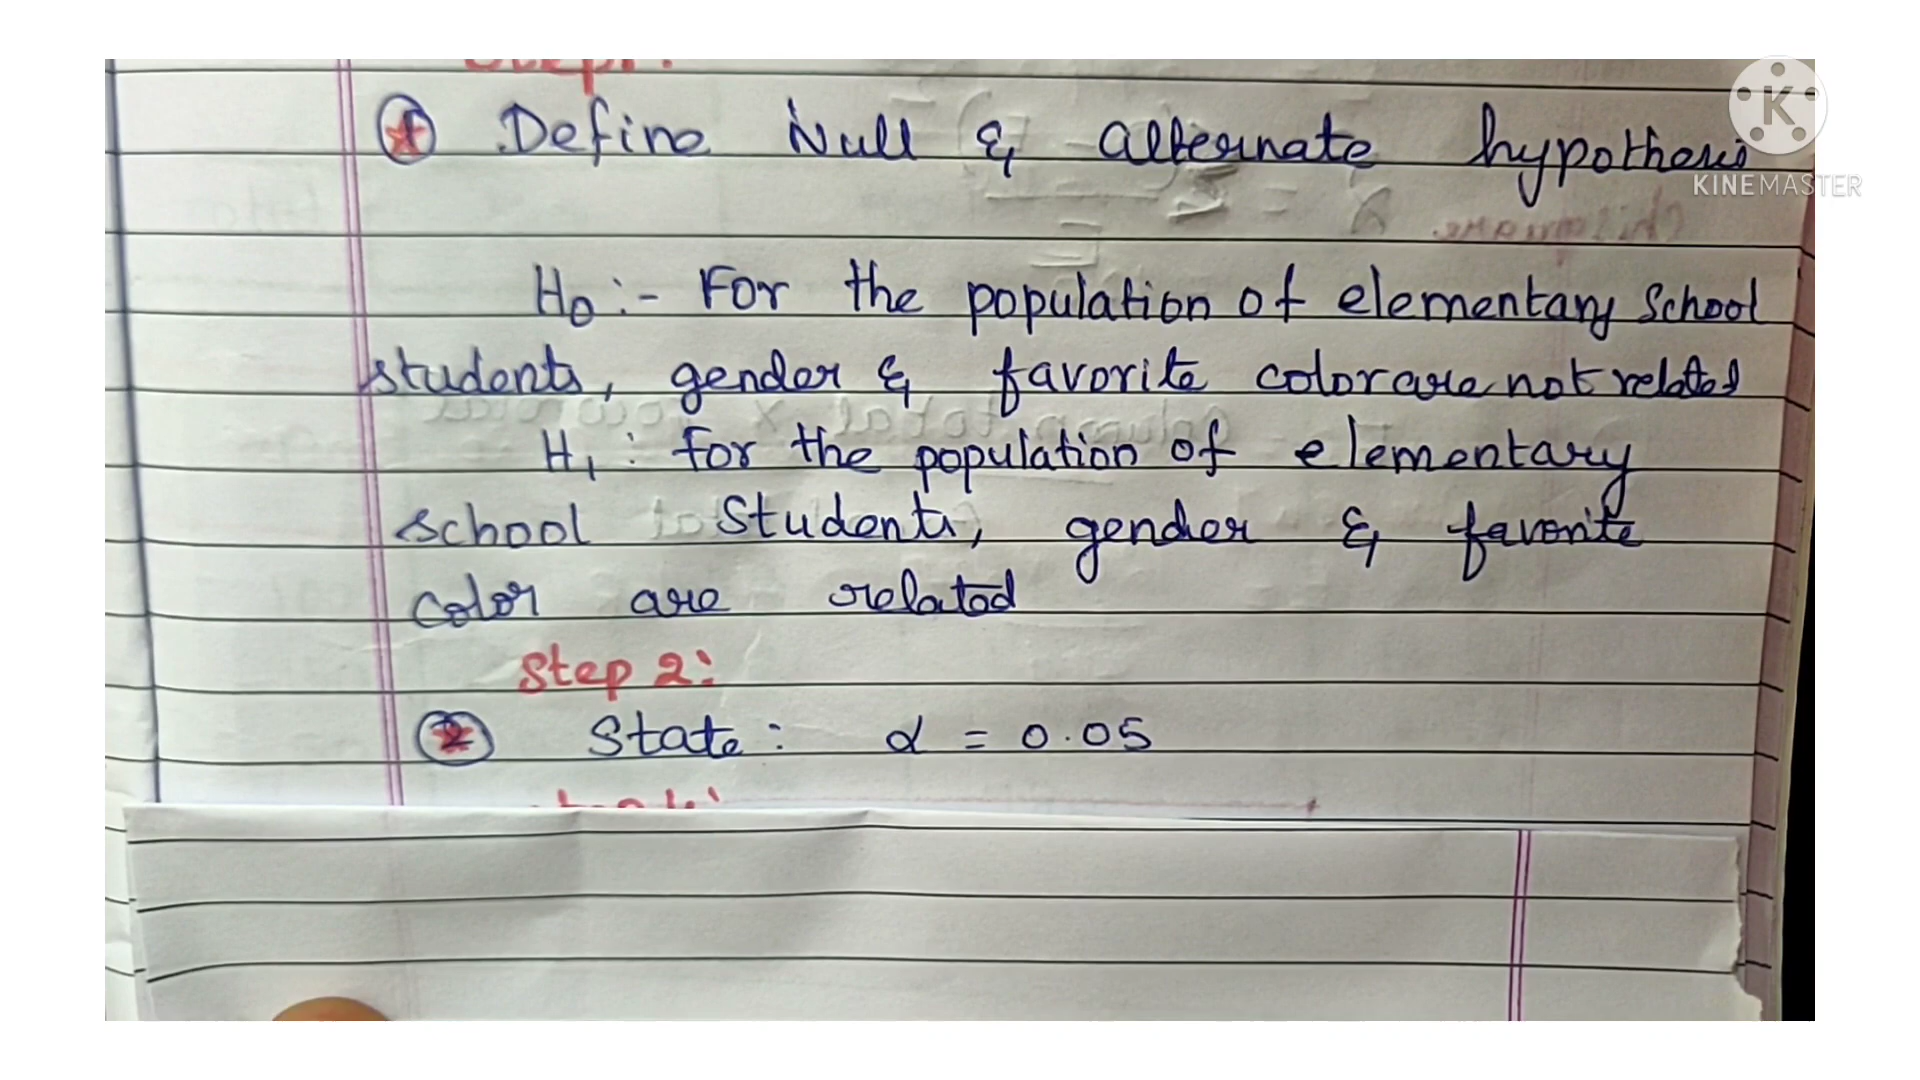 Step1:
① Define Null & alternate hypothesis
K
KINEMASTER
H0 :- For the population of elementary School
students, gender & favorite color are not related
H1 : for the population of elementary
school Students, gender & favorite
color are related
Step 2:
② State : α = 0.05